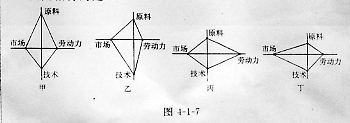 原料 原料 原料 原料
市场 劳动力 市场 劳动力 市场 劳动力 市场 劳动力
技术 技术 技术 技术
甲 乙 丙 丁
图 4-1-7